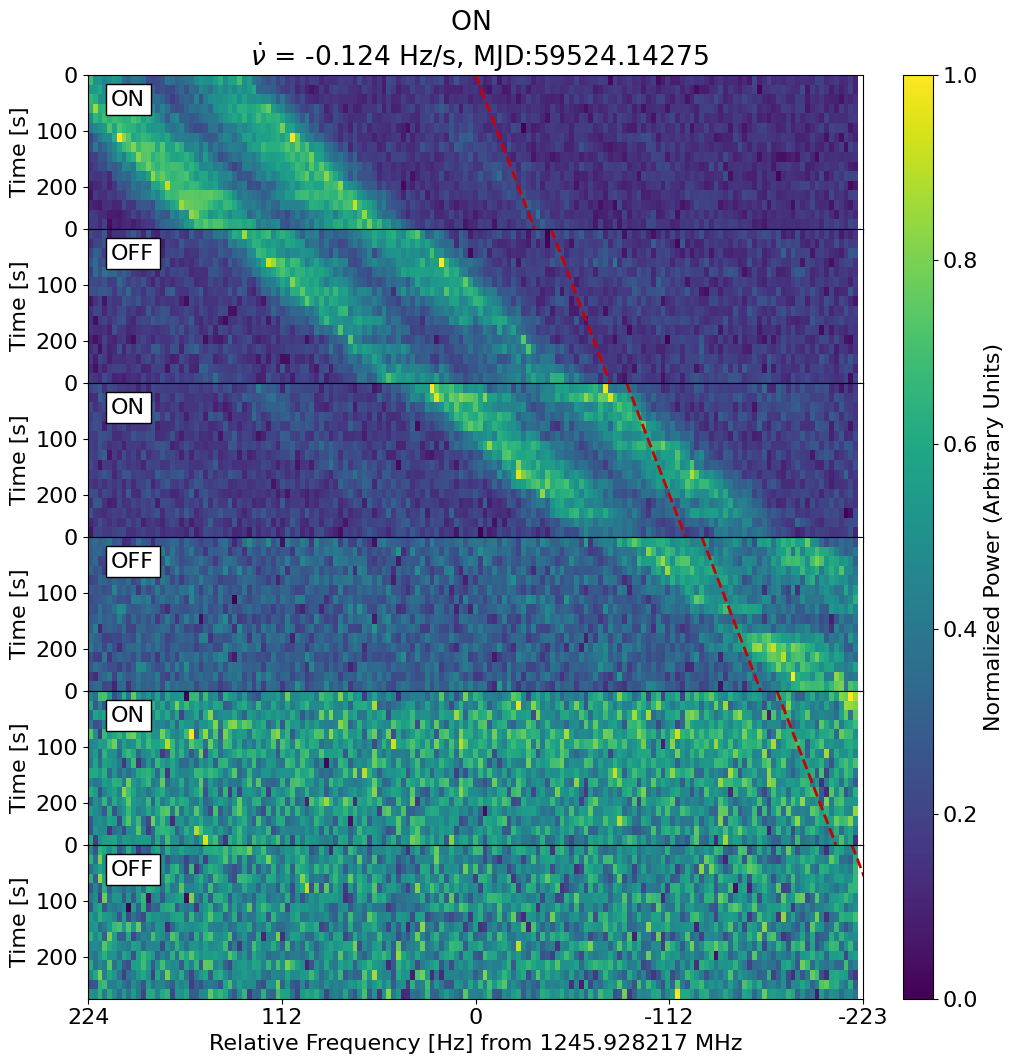 ON
ν̇ = -0.124 Hz/s, MJD:59524.14275
0
ON
100
200
Time [s]
0
OFF
100
200
Time [s]
0
ON
100
200
Time [s]
0
OFF
100
200
Time [s]
0
ON
100
200
Time [s]
0
OFF
100
200
Time [s]
224 112 0 -112 -223
Relative Frequency [Hz] from 1245.928217 MHz
1.0
0.8
0.6
0.4
0.2
0.0
Normalized Power (Arbitrary Units)